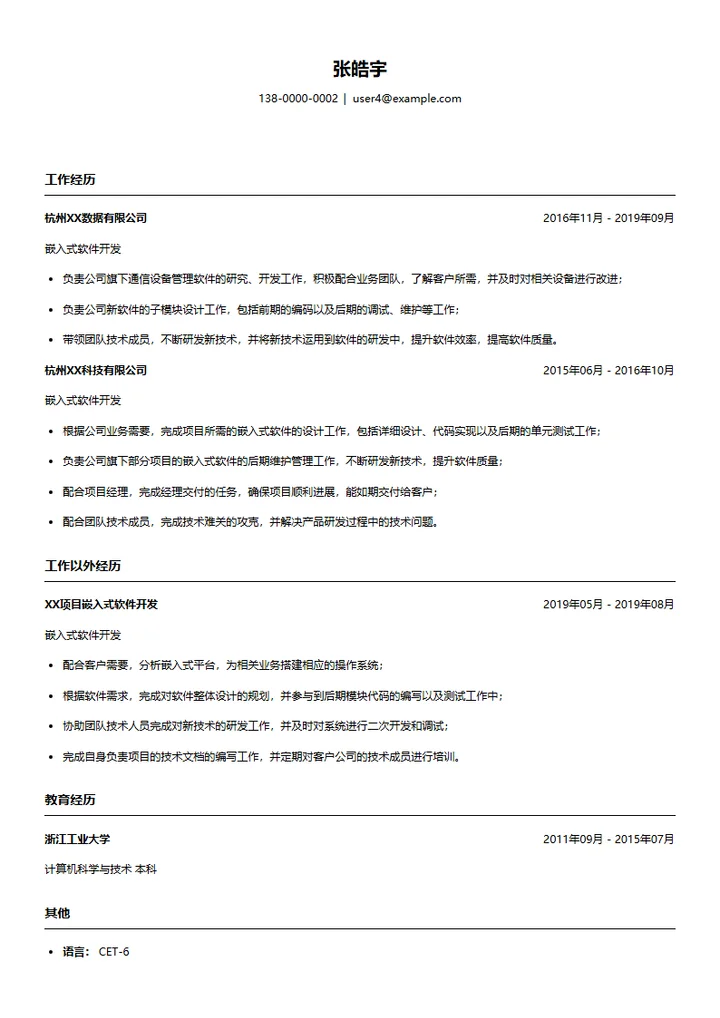 张皓宇
138-0000-0002 | user4@example.com
工作经历
杭州XX数据有限公司 2016年11月 - 2019年09月
嵌入式软件开发
• 负责公司旗下通信设备管理软件的研究、开发工作，积极配合业务团队，了解客户所需，并及时对相关设备进行改进；
• 负责公司新软件的子模块设计工作，包括前期的编码以及后期的调试、维护等工作；
• 带领团队技术成员，不断研发新技术，并将新技术运用到软件的研发中，提升软件效率，提高软件质量。
杭州XX科技有限公司 2015年06月 - 2016年10月
嵌入式软件开发
• 根据公司业务需要，完成项目所需的嵌入式软件的设计工作，包括详细设计、代码实现以及后期的单元测试工作；
• 负责公司旗下部分项目的嵌入式软件的后期维护管理工作，不断研发新技术，提升软件质量；
• 配合项目经理，完成经理交付的任务，确保项目顺利进展，能如期交付给客户；
• 配合团队技术成员，完成技术难关的攻克，并解决产品研发过程中的技术问题。
工作以外经历
XX项目嵌入式软件开发 2019年05月 - 2019年08月
嵌入式软件开发
• 配合客户需要，分析嵌入式平台，为相关业务搭建相应的操作系统；
• 根据软件需求，完成对软件整体设计的规划，并参与到后期模块代码的编写以及测试工作中；
• 协助团队技术人员完成对新技术的研发工作，并及时对系统进行二次开发和调试；
• 完成自身负责项目的技术文档的编写工作，并定期对客户公司的技术成员进行培训。
教育经历
浙江工业大学 2011年09月 - 2015年07月
计算机科学与技术 本科
其他
• 语言： CET-6